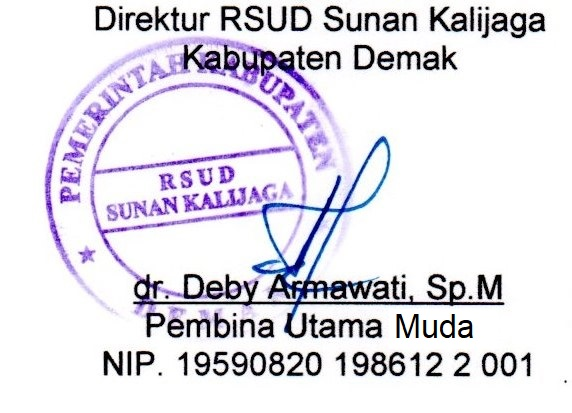 Direktur RSUD Sunan Kalijaga
Kabupaten Demak
PEMERINTAH KABUPATEN
RSUD
SUNAN KALIJAGA
DEMAK
dr. Deby Armawati, Sp.M
Pembina Utama Muda
NIP. 19590820 198612 2 001